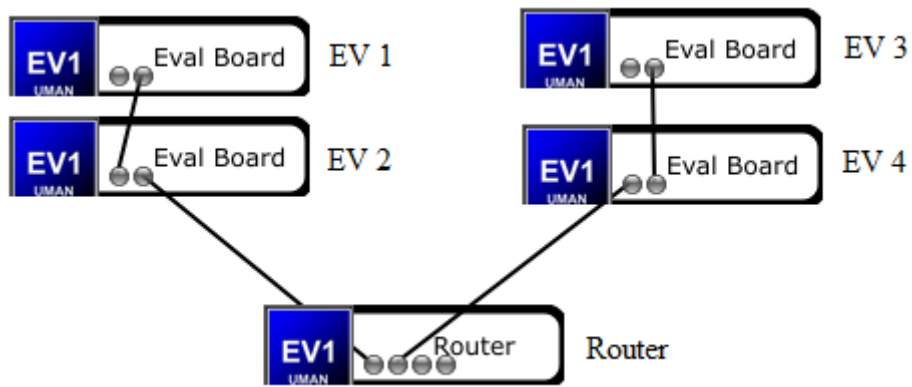 EV1 Eval Board EV 1
UMAN
EV1 Eval Board EV 3
UMAN
EV1 Eval Board EV 2
UMAN
EV1 Eval Board EV 4
UMAN
EV1 Router Router
UMAN